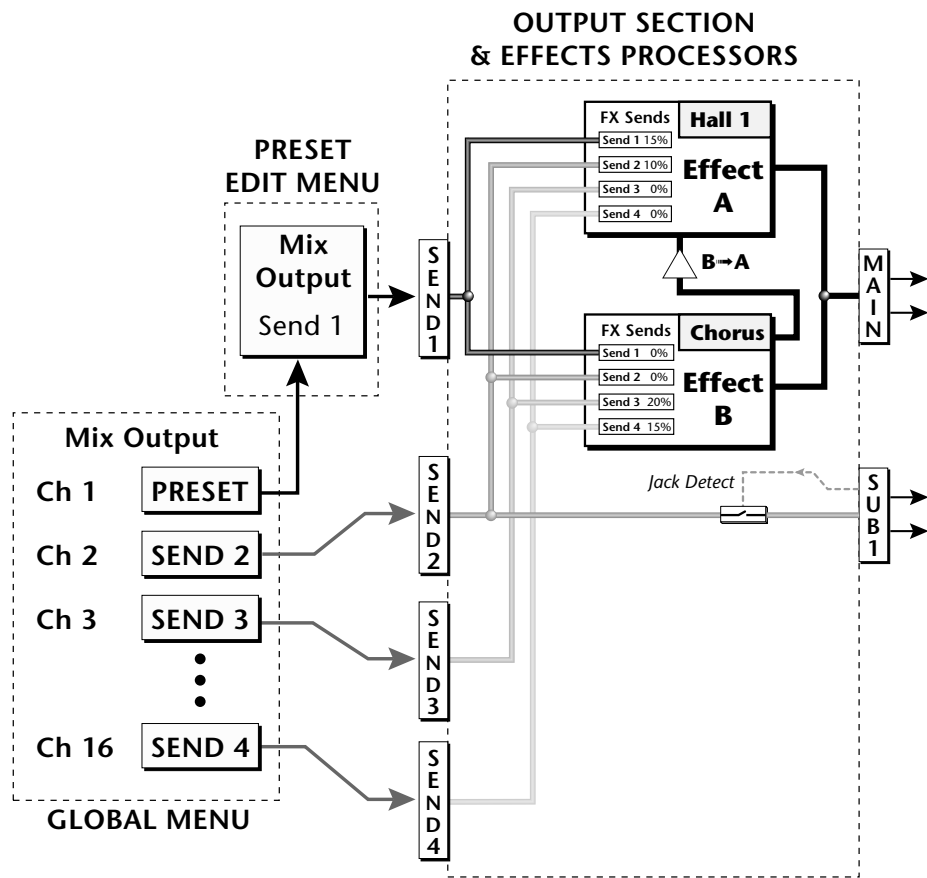 OUTPUT SECTION
& EFFECTS PROCESSORS
PRESET
EDIT MENU
Mix
Output
Send 1
SEND1
FX Sends
Hall 1
Send 1 15%
Send 2 10%
Send 3 0%
Send 4 0%
Effect
A
B➟A
FX Sends
Chorus
Send 1 0%
Send 2 0%
Send 3 20%
Send 4 15%
Effect
B
MAIN
Mix Output
Ch 1 PRESET
Ch 2 SEND 2
Ch 3 SEND 3
Ch 16 SEND 4
GLOBAL MENU
SEND2
Jack Detect
SUB1
SEND3
SEND4